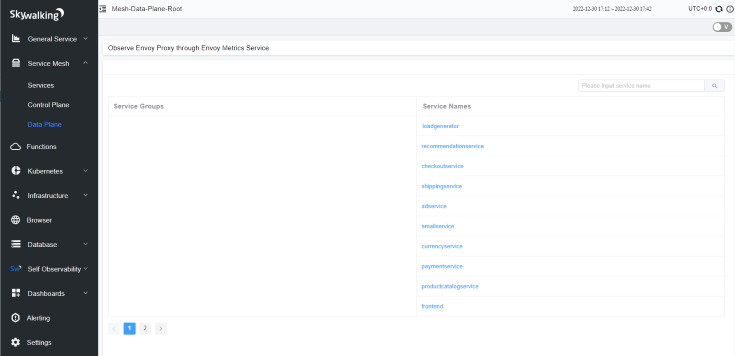 Skywalking
Mesh-Data-Plane-Root
2022-12-30 17:12 ~ 2022-12-30 17:42
UTC+0:0
V
General Service
Service Mesh
Services
Control Plane
Data Plane
Functions
Kubernetes
Infrastructure
Browser
Database
Self Observability
Dashboards
Alerting
Settings
Observe Envoy Proxy through Envoy Metrics Service
Please input service name
Service Groups
Service Names
loadgenerator
recommendationservice
checkoutservice
shippingservice
adservice
emailservice
currencyservice
paymentservice
productcatalogservice
frontend
1
2